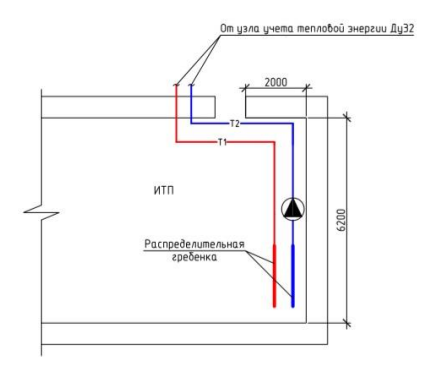 От узла учета тепловой энергии Ду32
2000
Т2
Т1
ИТП
6200
Распределительная
гребенка